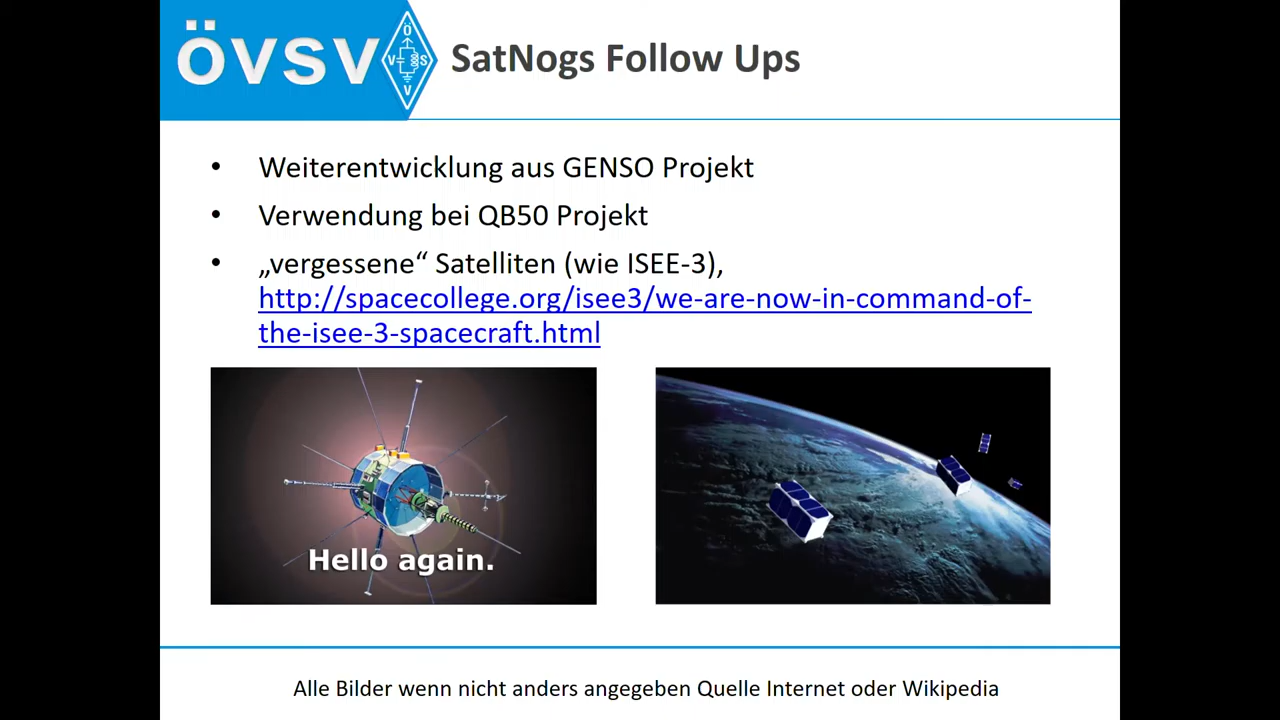 ÖVSV
Ö
V S
V
SatNogs Follow Ups
• Weiterentwicklung aus GENSO Projekt
• Verwendung bei QB50 Projekt
• „vergessene“ Satelliten (wie ISEE-3),
http://spacecollege.org/isee3/we-are-now-in-command-of-
the-isee-3-spacecraft.html
Hello again.
Alle Bilder wenn nicht anders angegeben Quelle Internet oder Wikipedia